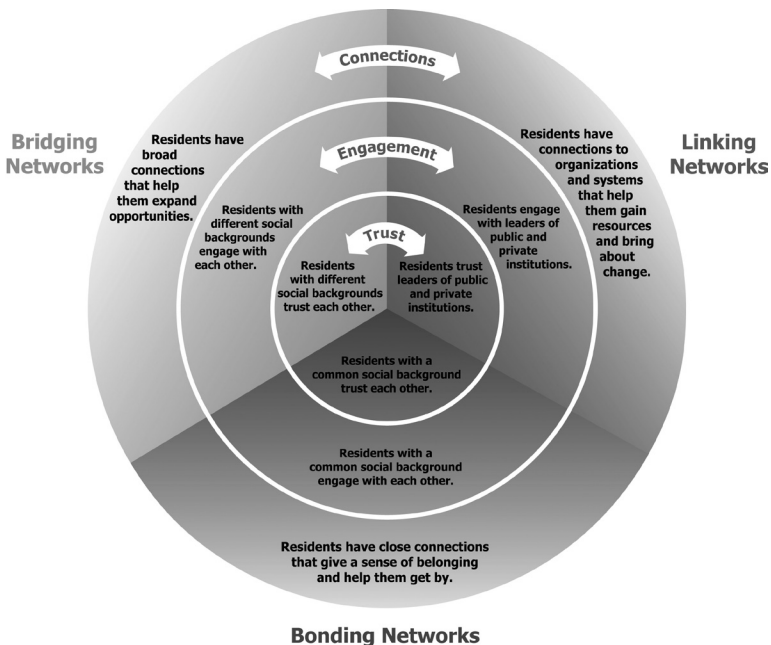 Connections
Bridging
Networks
Residents have
broad
connections
that help
them expand
opportunities.
Linking
Networks
Residents have
connections to
organizations
and systems
that help
them gain
resources
and bring
about
change.
Engagement
Residents with
different social
backgrounds
engage with
each other.
Residents engage
with leaders of
public and
private
institutions.
Trust
Residents
with different
social backgrounds
trust each other.
Residents trust
leaders of public
and private
institutions.
Residents with a
common social background
trust each other.
Residents with a
common social background
engage with each other.
Residents have close connections
that give a sense of belonging
and help them get by.
Bonding Networks